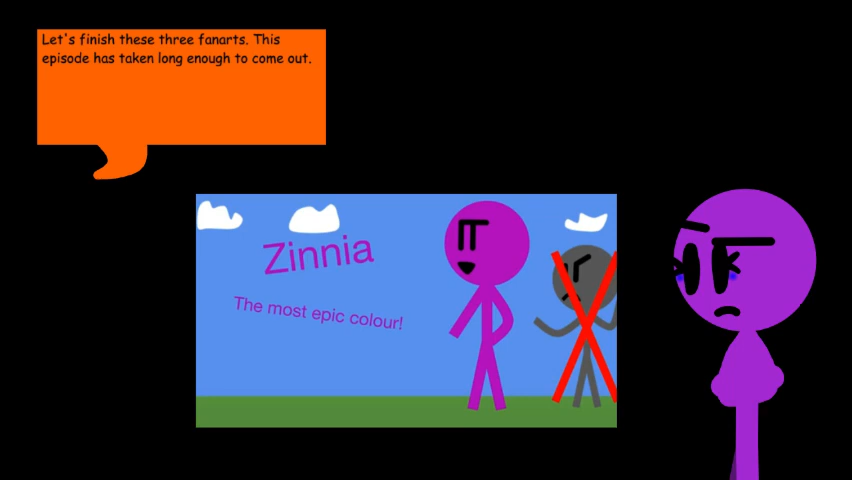 Let's finish these three fanarts. This
episode has taken long enough to come out.
Zinnia
The most epic colour!